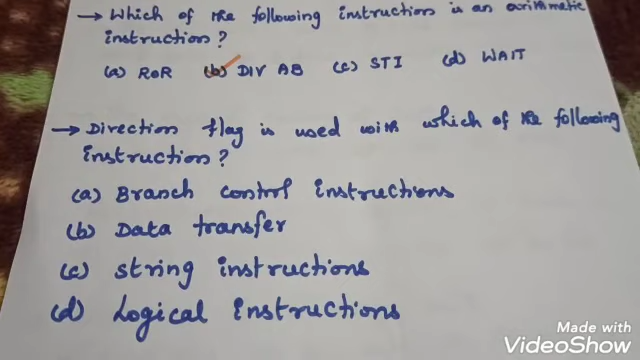 → Which of the following instruction is an arithmetic
instruction?
(a) ROR (b) DIV AB (c) STI (d) WAIT
→ Direction flag is used with which of the following
instruction?
(a) Branch control instructions
(b) Data transfer
(c) string instructions
(d) Logical instructions
Made with
VideoShow